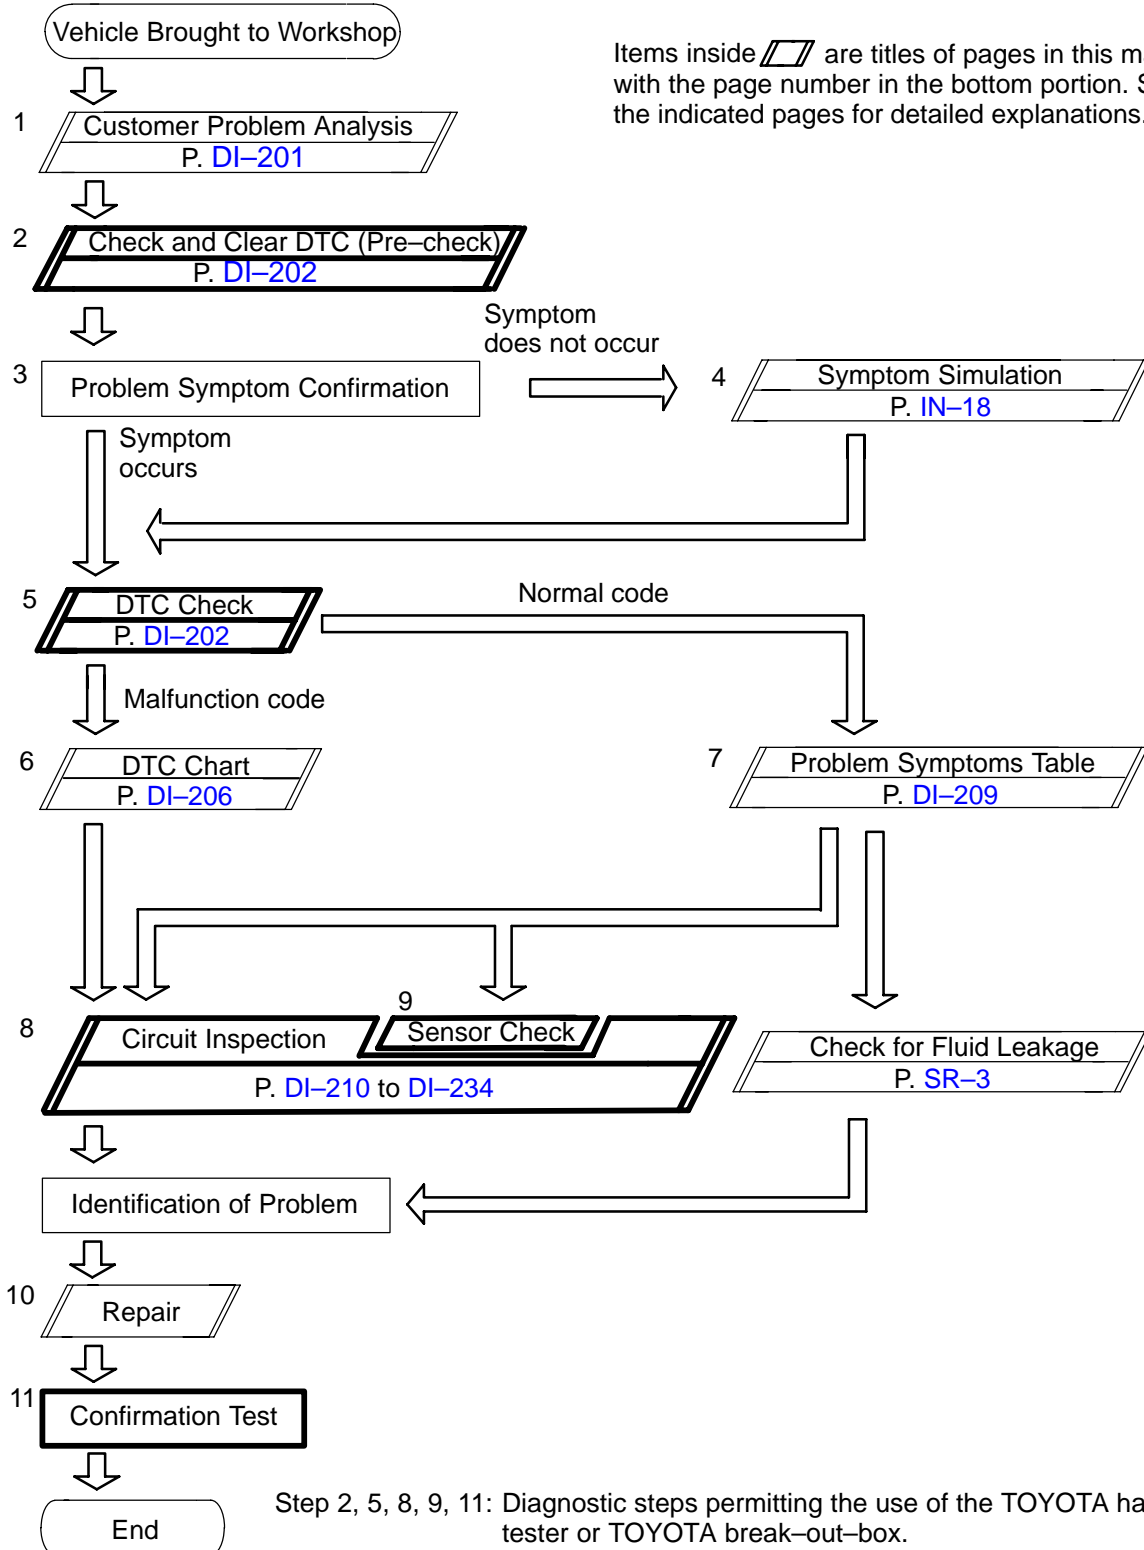 Vehicle Brought to Workshop
Items inside are titles of pages in this
with the page number in the bottom portion.
the indicated pages for detailed explanations.
1
Customer Problem Analysis
P. DI–201
2
Check and Clear DTC (Pre–check)
P. DI–202
Symptom
does not occur
3
Problem Symptom Confirmation
4
Symptom Simulation
P. IN–18
Symptom
occurs
5
DTC Check
P. DI–202
Normal code
Malfunction code
6
DTC Chart
P. DI–206
7
Problem Symptoms Table
P. DI–209
8
Circuit Inspection
9
Sensor Check
P. DI–210 to DI–234
Check for Fluid Leakage
P. SR–3
Identification of Problem
10
Repair
11
Confirmation Test
End
Step 2, 5, 8, 9, 11: Diagnostic steps permitting the use of the TOYOTA
tester or TOYOTA break–out–box.